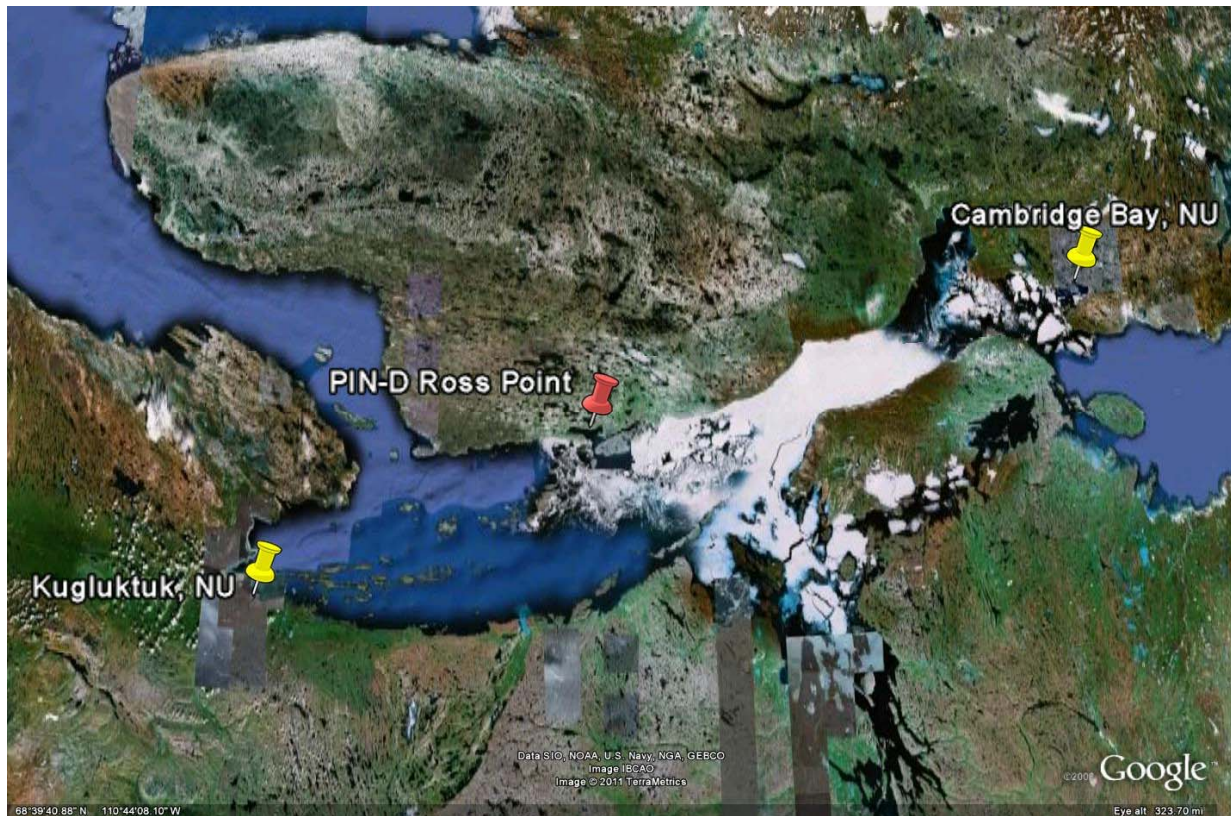 Cambridge Bay, NU
PIN-D Ross Point
Kugluktuk, NU
Data SIO, NOAA, U.S. Navy, NGA, GEBCO
Image IBCAO
Image © 2011 TerraMetrics
Google
68°39'40.88" N 110°44'08.10" W
Eye alt 323.70 mi